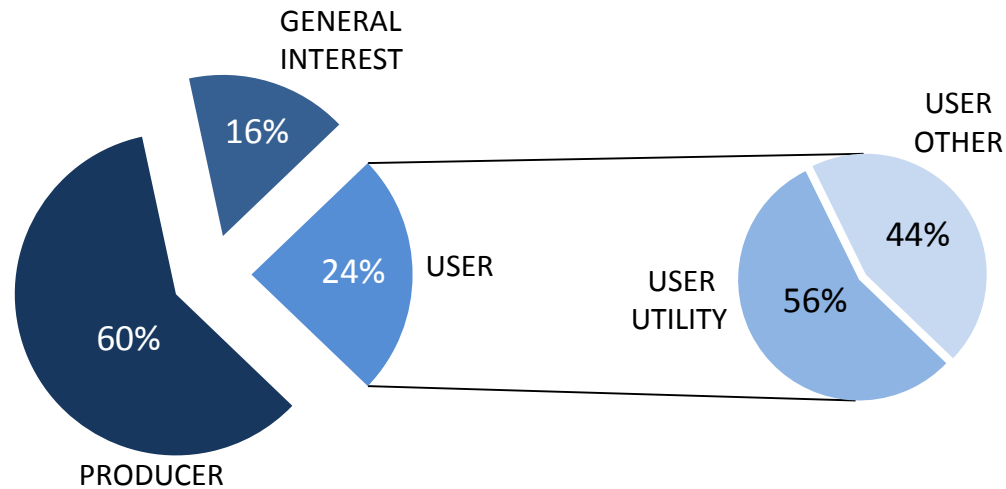 GENERAL
INTEREST
16%
24%
USER
60%
PRODUCER
USER
OTHER
44%
USER
UTILITY
56%